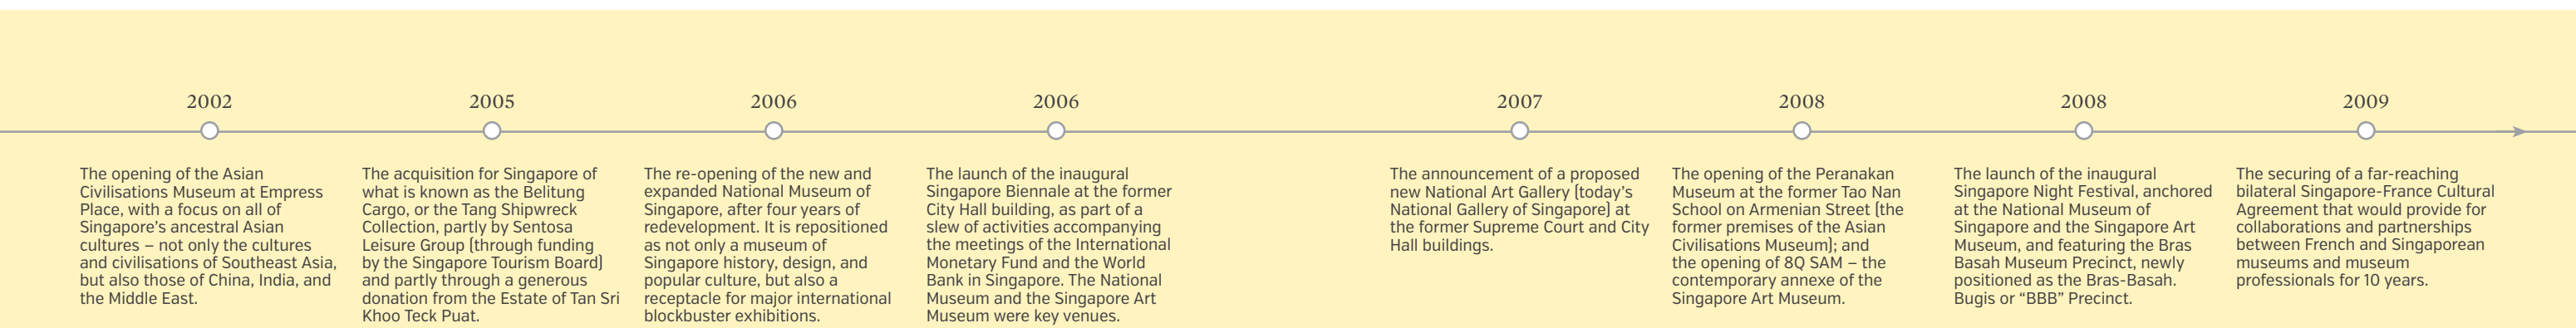 2002
The opening of the Asian
Civilisations Museum at Empress
Place, with a focus on all of
Singapore's ancestral Asian
cultures – not only the cultures
and civilisations of Southeast Asia,
but also those of China, India, and
the Middle East.
2005
The acquisition for Singapore of
what is known as the Belitung
Cargo, or the Tang Shipwreck
Collection, partly by Sentosa
Leisure Group (through funding
by the Singapore Tourism Board)
and partly through a generous
donation from the Estate of Tan Sri
Khoo Teck Puat.
2006
The re-opening of the new and
expanded National Museum of
Singapore, after four years of
redevelopment. It is repositioned
as not only a museum of
Singapore history, design, and
popular culture, but also a
receptacle for major international
blockbuster exhibitions.
2006
The launch of the inaugural
Singapore Biennale at the former
City Hall building, as part of a
slew of activities accompanying
the meetings of the International
Monetary Fund and the World
Bank in Singapore. The National
Museum and the Singapore Art
Museum were key venues.
2007
The announcement of a proposed
new National Art Gallery (today's
National Gallery of Singapore) at
the former Supreme Court and City
Hall buildings.
2008
The opening of the Peranakan
Museum at the former Tao Nan
School on Armenian Street (the
former premises of the Asian
Civilisations Museum); and
the opening of 8Q SAM – the
contemporary annexe of the
Singapore Art Museum.
2008
The launch of the inaugural
Singapore Night Festival, anchored
at the National Museum of
Singapore and the Singapore Art
Museum, and featuring the Bras
Basah Museum Precinct, newly
positioned as the Bras-Basah.
Bugis or “BBB” Precinct.
2009
The securing of a far-reaching
bilateral Singapore-France Cultural
Agreement that would provide for
collaborations and partnerships
between French and Singaporean
museums and museum
professionals for 10 years.